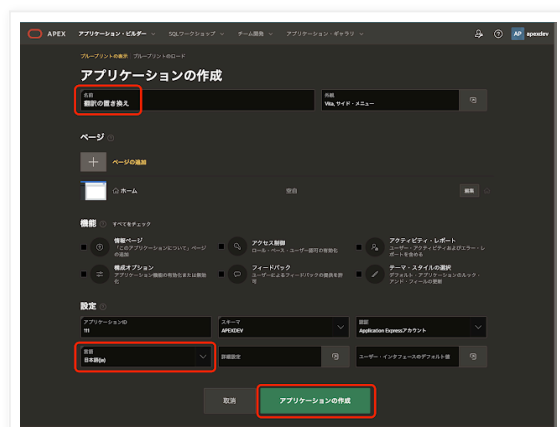 APEX アプリケーション・ビルダー SQLワークショップ チーム開発 アプリケーション・ギャラリ AP apexdev
ブループリントの表示 ブループリントのロード
アプリケーションの作成
名前
翻訳の置き換え
外観
Vita, サイド・メニュー
ページ
ページの追加
ホーム 空白 編集
機能 すべてをチェック
情報ページ
「このアプリケーションについて」ページの追加
アクセス制御
ロール・ベース・ユーザー認可の有効化
アクティビティ・レポート
ユーザー・アクティビティおよびエラー・レポートを含める
構成オプション
アプリケーション機能の有効化または無効化
フィードバック
ユーザーによるフィードバックの提供を許可
テーマ・スタイルの選択
デフォルト・アプリケーションのルック・アンド・フィールの更新
設定
アプリケーションID
111
スキーマ
APEXDEV
認証
Application Expressアカウント
言語
日本語(ja)
詳細設定
ユーザー・インタフェースのデフォルト値
取消 アプリケーションの作成